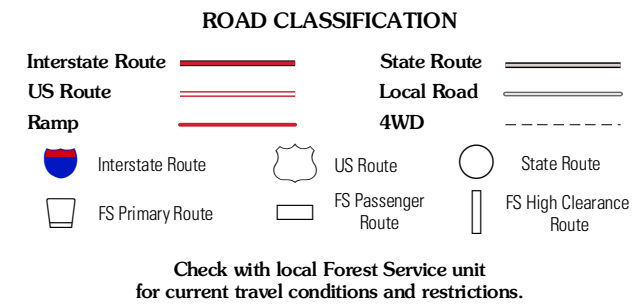 ROAD CLASSIFICATION
Interstate Route
State Route
US Route
Local Road
Ramp
4WD
Interstate Route
US Route
State Route
FS Primary Route
FS Passenger
Route
FS High Clearance
Route
Check with local Forest Service unit
for current travel conditions and restrictions.